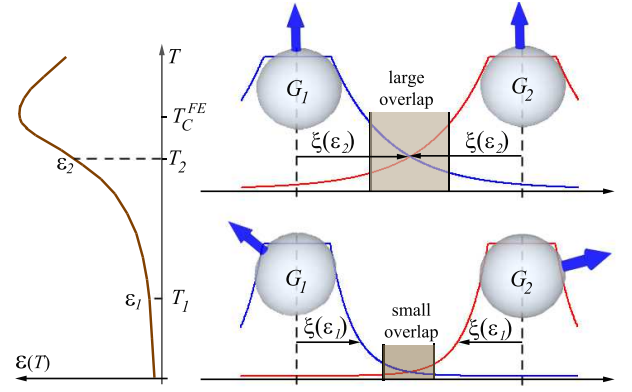 T
T_C^FE
ε₂
T₂
ε₁
T₁
ε(T)
G₁
large
overlap
G₂
ξ(ε₂)
ξ(ε₂)
G₁
small
overlap
G₂
ξ(ε₁)
ξ(ε₁)